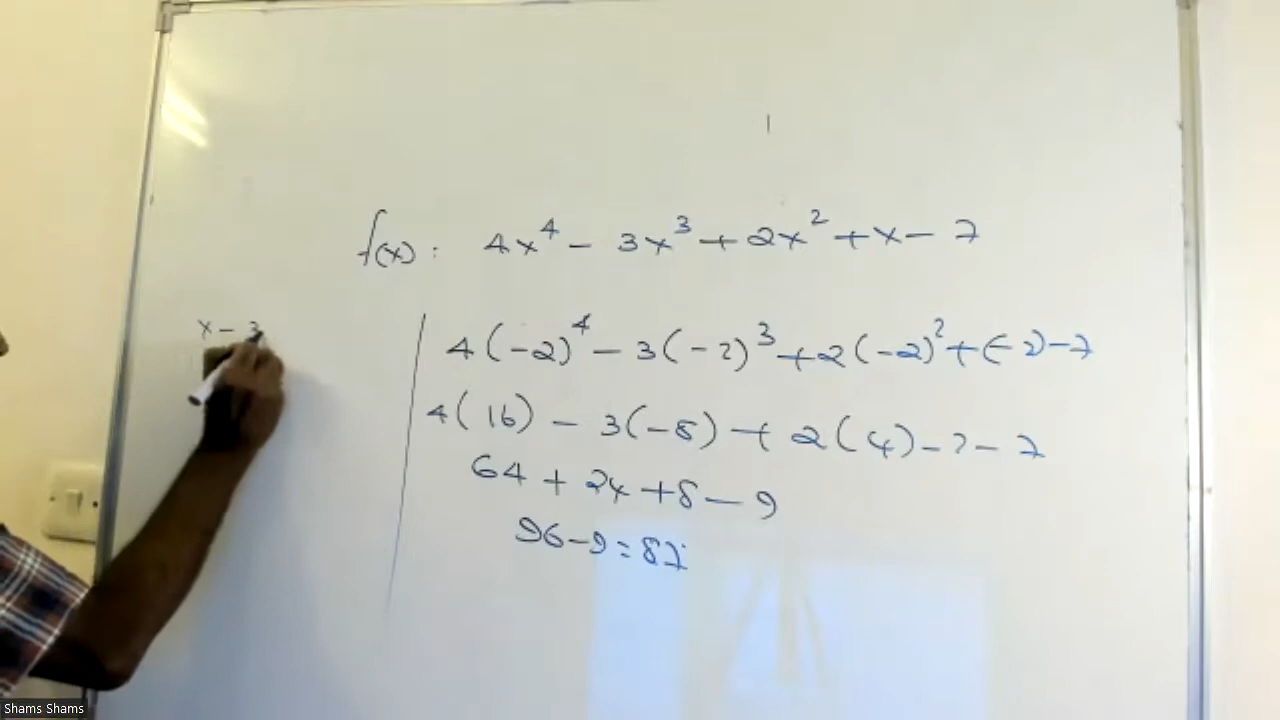 f(x) : 4x⁴ - 3x³ + 2x² + x - 7
x - 3
4(-2)⁴ - 3(-2)³ + 2(-2)² + (-2) - 7
4(16) - 3(-8) + 2(4) - 2 - 7
64 + 24 + 8 - 9
96 - 9 = 87
Shams Shams